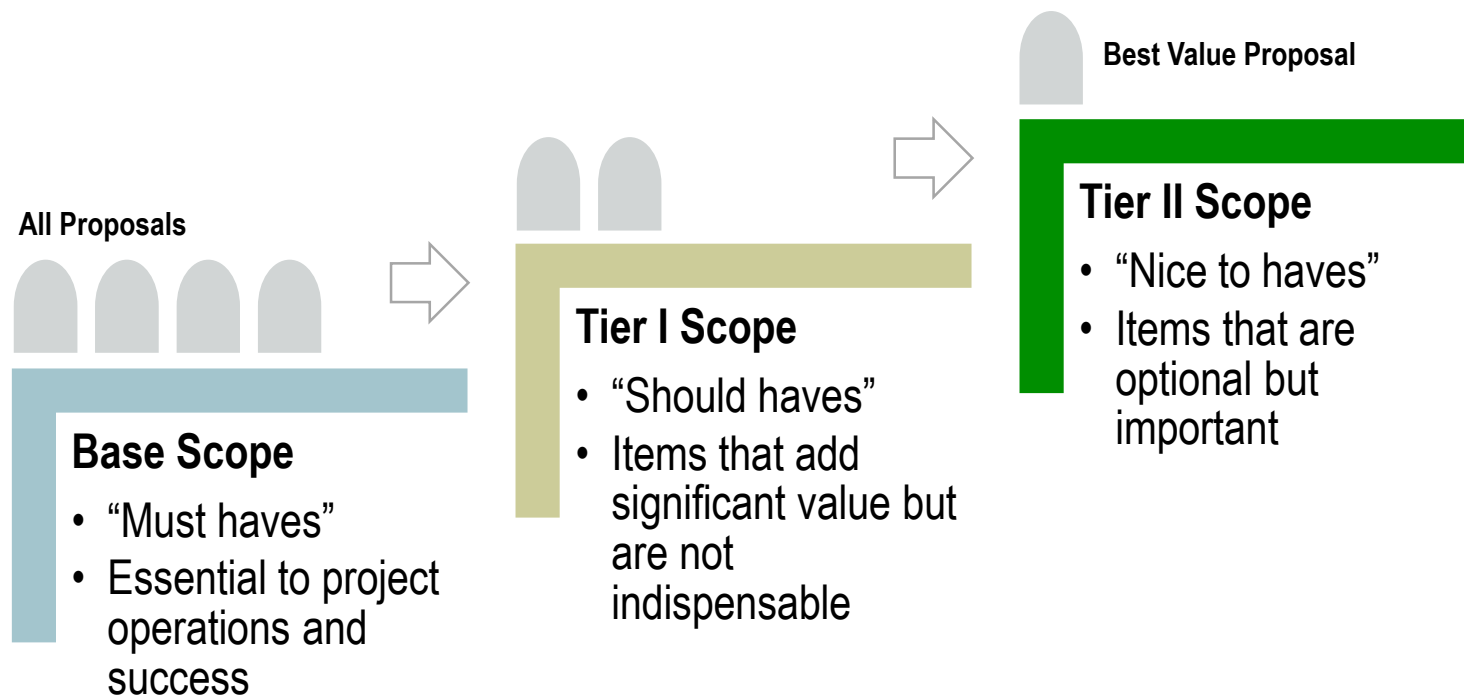 All Proposals
Base Scope
• “Must haves”
• Essential to project
operations and
success
Tier I Scope
• “Should haves”
• Items that add
significant value but
are not
indispensable
Best Value Proposal
Tier II Scope
• “Nice to haves”
• Items that are
optional but
important